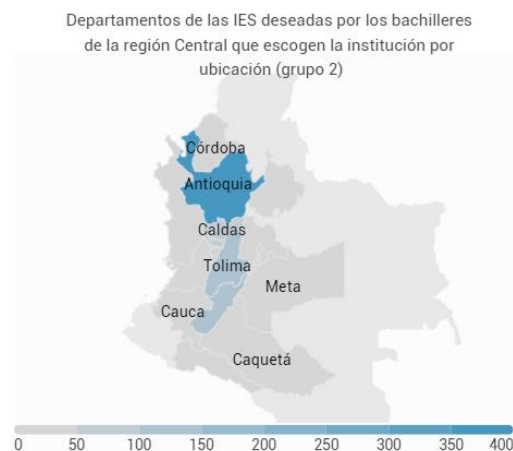 Departamentos de las IES deseadas por los bachilleres
de la región Central que escogen la institución por
ubicación (grupo 2)
Córdoba
Antioquia
Caldas
Tolima
Meta
Cauca
Caquetá
0 50 100 150 200 250 300 350 400